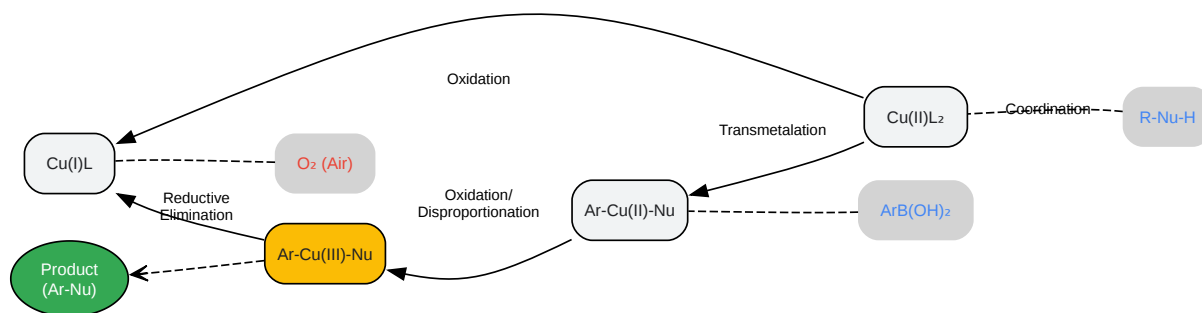 Oxidation
Cu(II)L₂
Coordination
R-Nu-H
Transmetalation
Cu(I)L
O₂ (Air)
Reductive
Elimination
Oxidation/
Disproportionation
Ar-Cu(II)-Nu
ArB(OH)₂
Ar-Cu(III)-Nu
Product
(Ar-Nu)